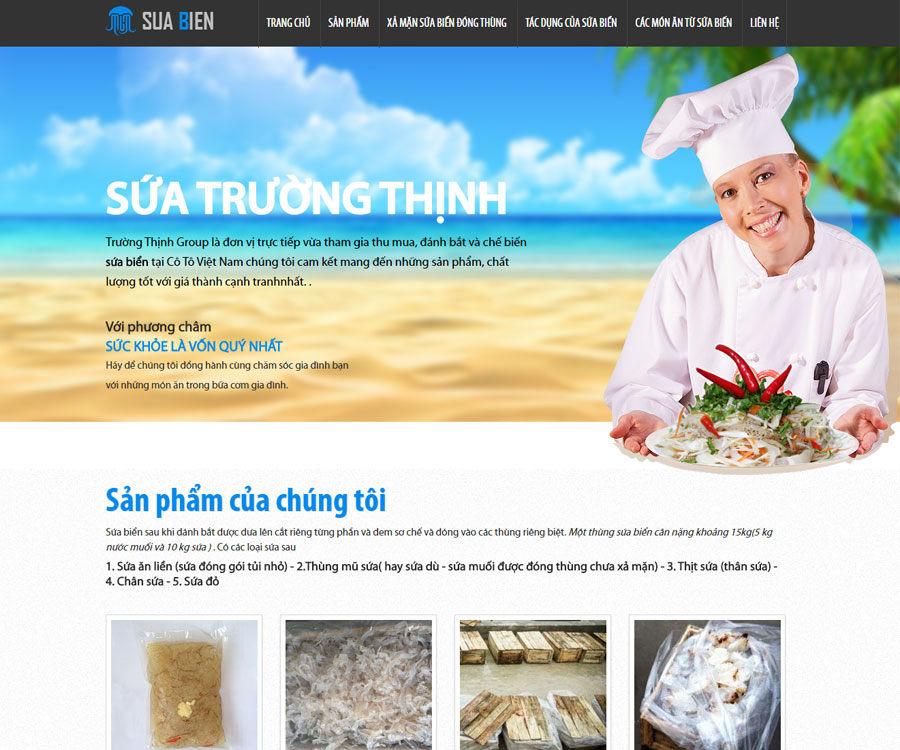 SUA BIEN
TRANG CHỦ SẢN PHẨM XẢ MẶN SỨA BIỂN ĐÓNG THÙNG TÁC DỤNG CỦA SỨA BIỂN CÁC MÓN ĂN TỪ SỨA BIỂN LIÊN HỆ
SỨA TRƯỜNG THỊNH
Trường Thịnh Group là đơn vị trực tiếp vừa tham gia thu mua, đánh bắt và chế biến
sứa biển tại Cô Tô Việt Nam chúng tôi cam kết mang đến những sản phẩm, chất
lượng tốt với giá thành cạnh tranhnhất. .
Với phương châm
SỨC KHỎE LÀ VỐN QUÝ NHẤT
Hãy để chúng tôi đồng hành cùng chăm sóc gia đình bạn
với những món ăn trong bữa cơm gia đình.
Sản phẩm của chúng tôi
Sứa biển sau khi đánh bắt được đưa lên cắt riêng từng phần và đem sơ chế và đóng vào các thùng riêng biệt. Một thùng sứa biển cân nặng khoảng 15kg(5 kg
nước muối và 10 kg sứa ) . Có các loại sứa sau
1. Sứa ăn liền (sứa đóng gói túi nhỏ) - 2.Thùng mũ sứa( hay sứa dù - sứa muối được đóng thùng chưa xả mặn) - 3. Thịt sứa (thân sứa) -
4. Chân sứa - 5. Sứa đỏ